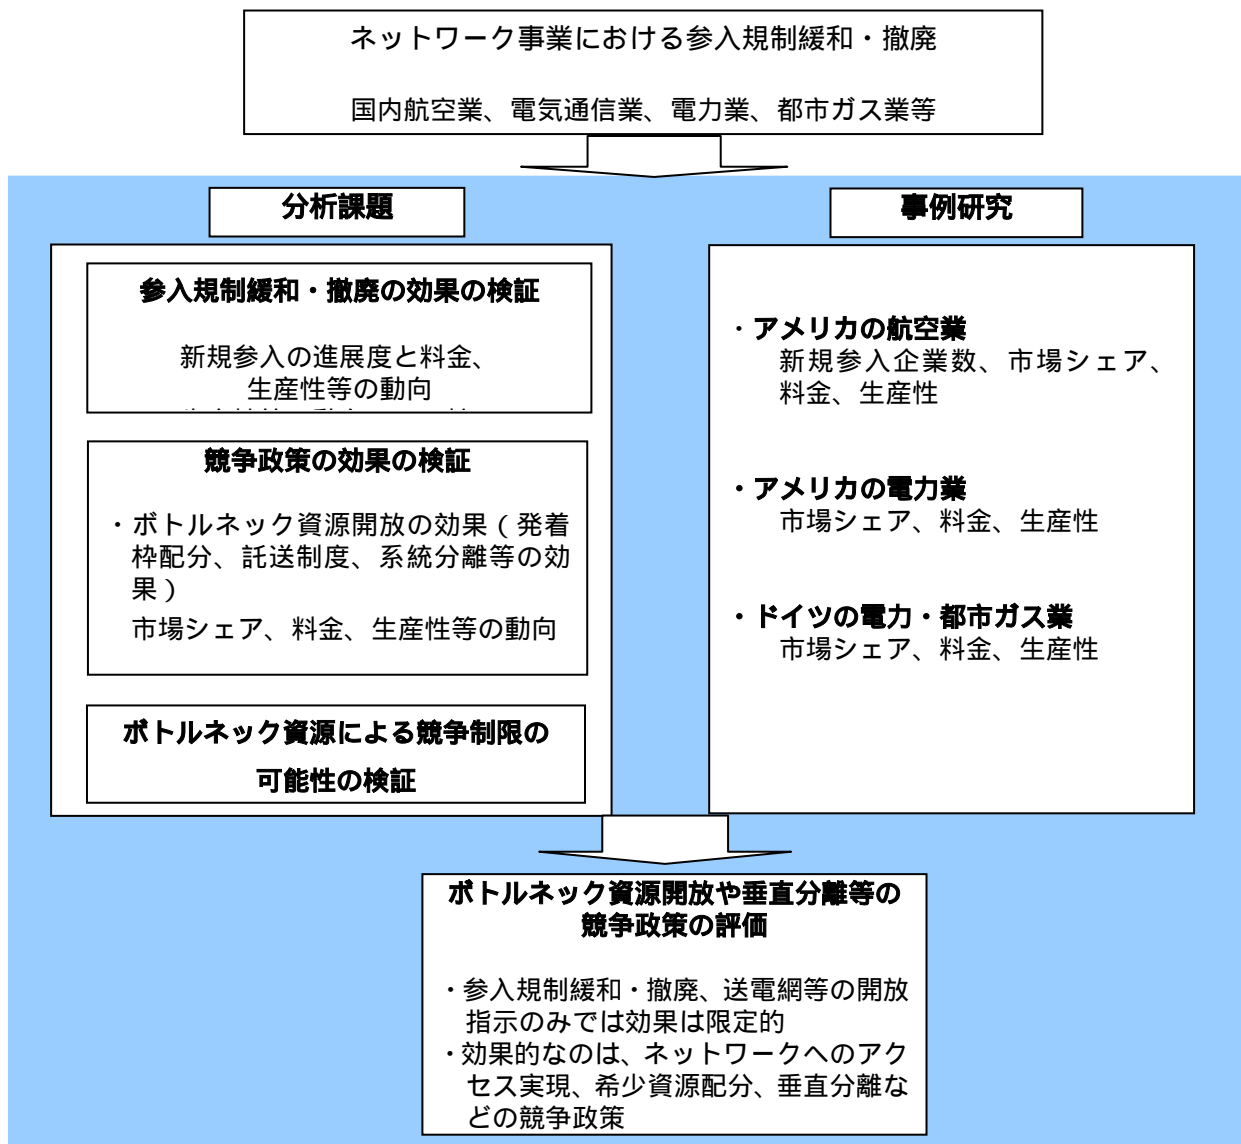 ネットワーク事業における参入規制緩和・撤廃
国内航空業、電気通信業、電力業、都市ガス業等
分析課題
参入規制緩和・撤廃の効果の検証
新規参入の進展度と料金、
生産性等の動向
競争政策の効果の検証
・ボトルネック資源開放の効果（発着
枠配分、託送制度、系統分離等の効
果）
市場シェア、料金、生産性等の動向
ボトルネック資源による競争制限の
可能性の検証
事例研究
・アメリカの航空業
新規参入企業数、市場シェア、
料金、生産性
・アメリカの電力業
市場シェア、料金、生産性
・ドイツの電力・都市ガス業
市場シェア、料金、生産性
ボトルネック資源開放や垂直分離等の
競争政策の評価
・参入規制緩和・撤廃、送電網等の開放
指示のみでは効果は限定的
・効果的なのは、ネットワークへのアク
セス実現、希少資源配分、垂直分離な
どの競争政策